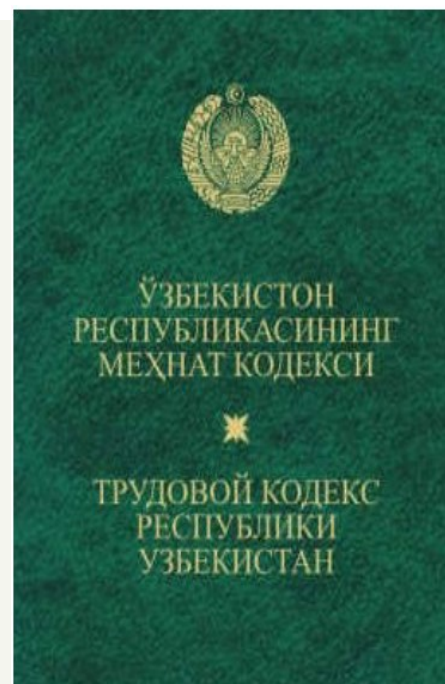 ЎЗБЕКИСТОН
РЕСПУБЛИКАСИНИНГ
МЕҲНАТ КОДЕКСИ
ТРУДОВОЙ КОДЕКС
РЕСПУБЛИКИ
УЗБЕКИСТАН